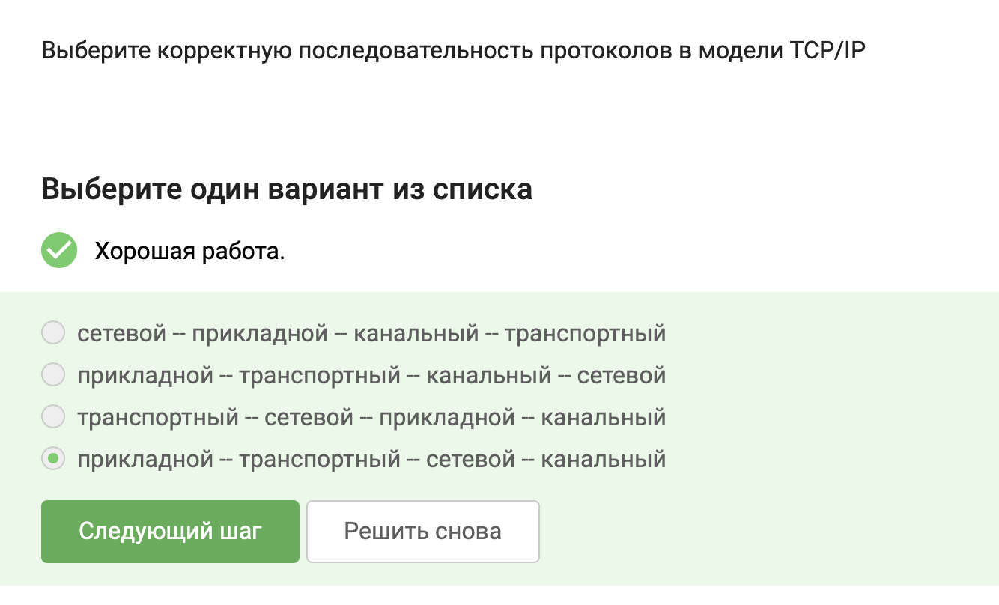 Выберите корректную последовательность протоколов в модели TCP/IP
Выберите один вариант из списка
Хорошая работа.
сетевой -- прикладной -- канальный -- транспортный
прикладной -- транспортный -- канальный -- сетевой
транспортный -- сетевой -- прикладной -- канальный
прикладной -- транспортный -- сетевой -- канальный
Следующий шаг
Решить снова